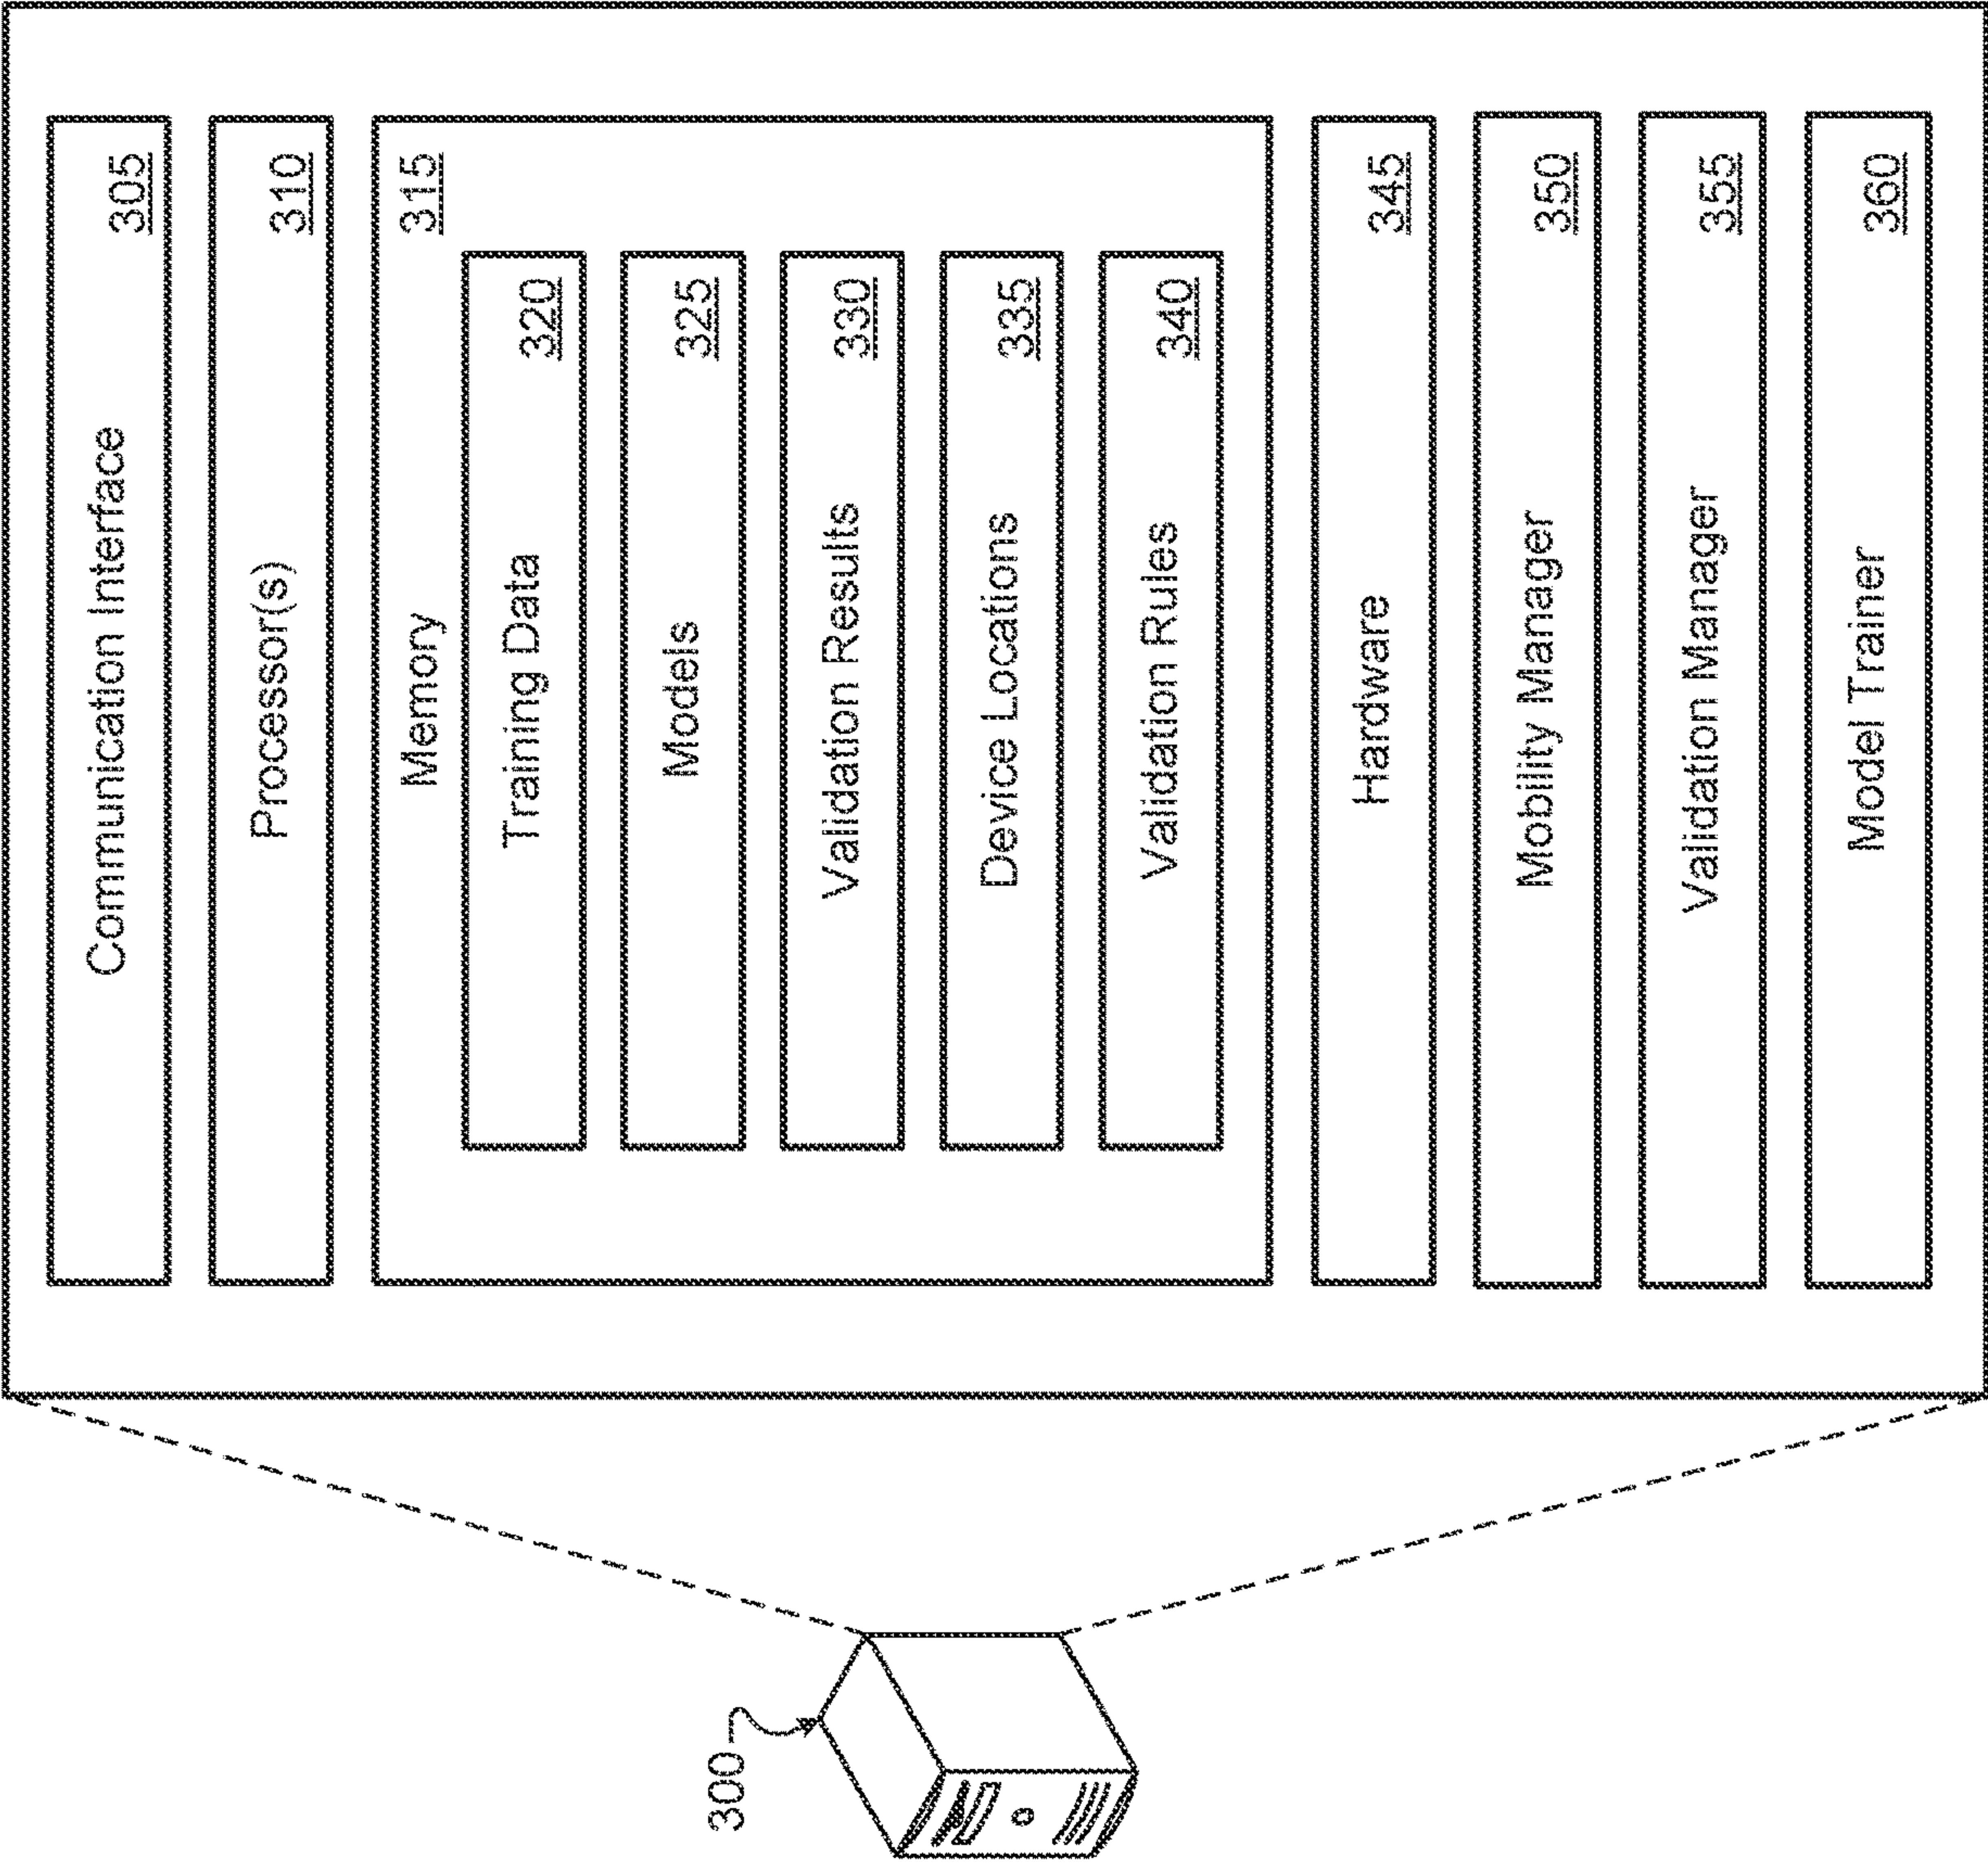 Communication Interface 305
Processor(s) 310
Memory 315
Training Data 320
Models 325
Validation Results 330
Device Locations 335
Validation Rules 340
Hardware 345
Mobility Manager 350
Validation Manager 355
Model Trainer 360
300